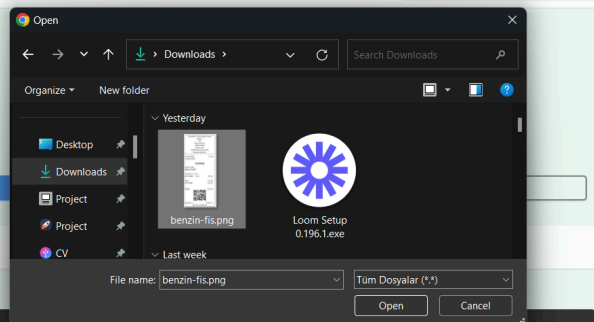 Open
Downloads
Search Downloads
Organize
New folder
Yesterday
Desktop
Downloads
Project
Project
CV
benzin-fis.png
Loom Setup
0.196.1.exe
Last week
File name: benzin-fis.png
Tüm Dosyalar (*.*)
Open
Cancel